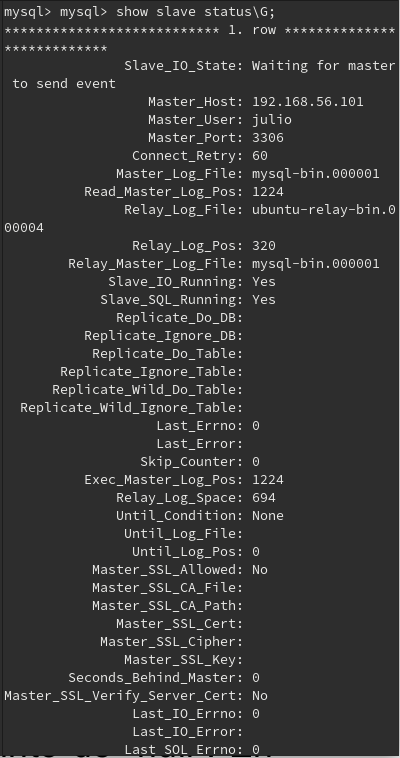 mysql> mysql> show slave status\G;
*************************** 1. row **************
*************
Slave_IO_State: Waiting for master
to send event
Master_Host: 192.168.56.101
Master_User: julio
Master_Port: 3306
Connect_Retry: 60
Master_Log_File: mysql-bin.000001
Read_Master_Log_Pos: 1224
Relay_Log_File: ubuntu-relay-bin.0
00004
Relay_Log_Pos: 320
Relay_Master_Log_File: mysql-bin.000001
Slave_IO_Running: Yes
Slave_SQL_Running: Yes
Replicate_Do_DB:
Replicate_Ignore_DB:
Replicate_Do_Table:
Replicate_Ignore_Table:
Replicate_Wild_Do_Table:
Replicate_Wild_Ignore_Table:
Last_Errno: 0
Last_Error:
Skip_Counter: 0
Exec_Master_Log_Pos: 1224
Relay_Log_Space: 694
Until_Condition: None
Until_Log_File:
Until_Log_Pos: 0
Master_SSL_Allowed: No
Master_SSL_CA_File:
Master_SSL_CA_Path:
Master_SSL_Cert:
Master_SSL_Cipher:
Master_SSL_Key:
Seconds_Behind_Master: 0
Master_SSL_Verify_Server_Cert: No
Last_IO_Errno: 0
Last_IO_Error:
Last_SQL_Errno: 0